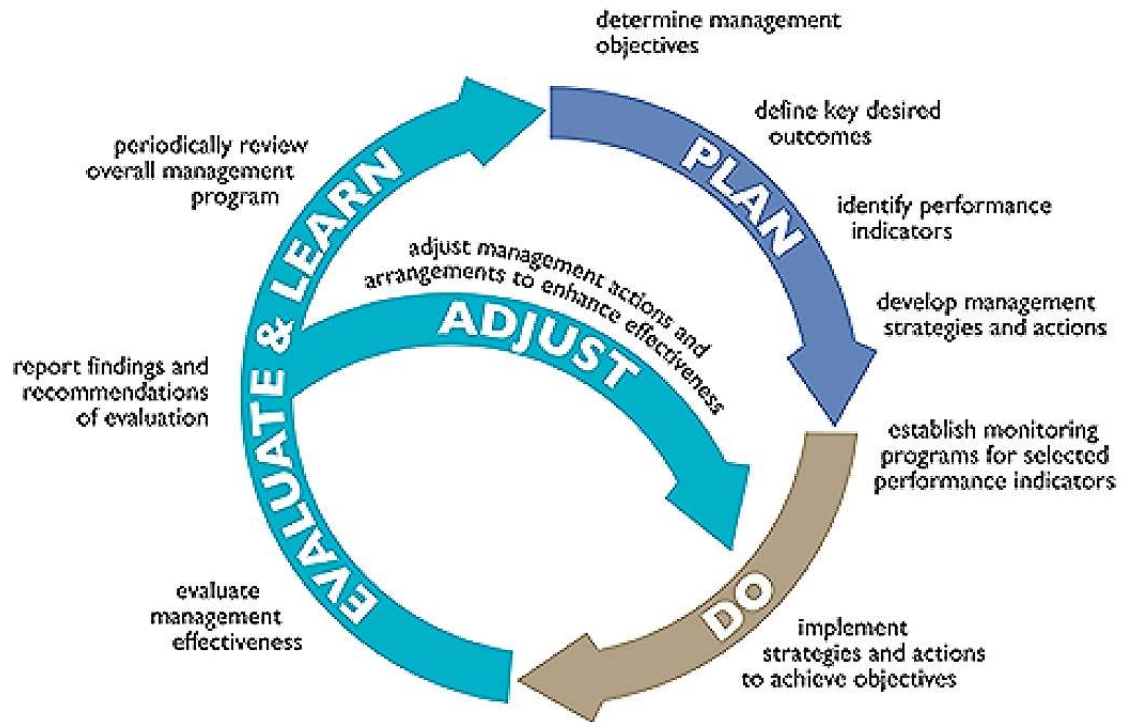 determine management
objectives
define key desired
outcomes
PLAN
identify performance
indicators
develop management
strategies and actions
establish monitoring
programs for selected
performance indicators
DO
implement
strategies and actions
to achieve objectives
evaluate
management
effectiveness
EVALUATE & LEARN
report findings and
recommendations
of evaluation
periodically review
overall management
program
adjust management actions and
arrangements to enhance effectiveness
ADJUST